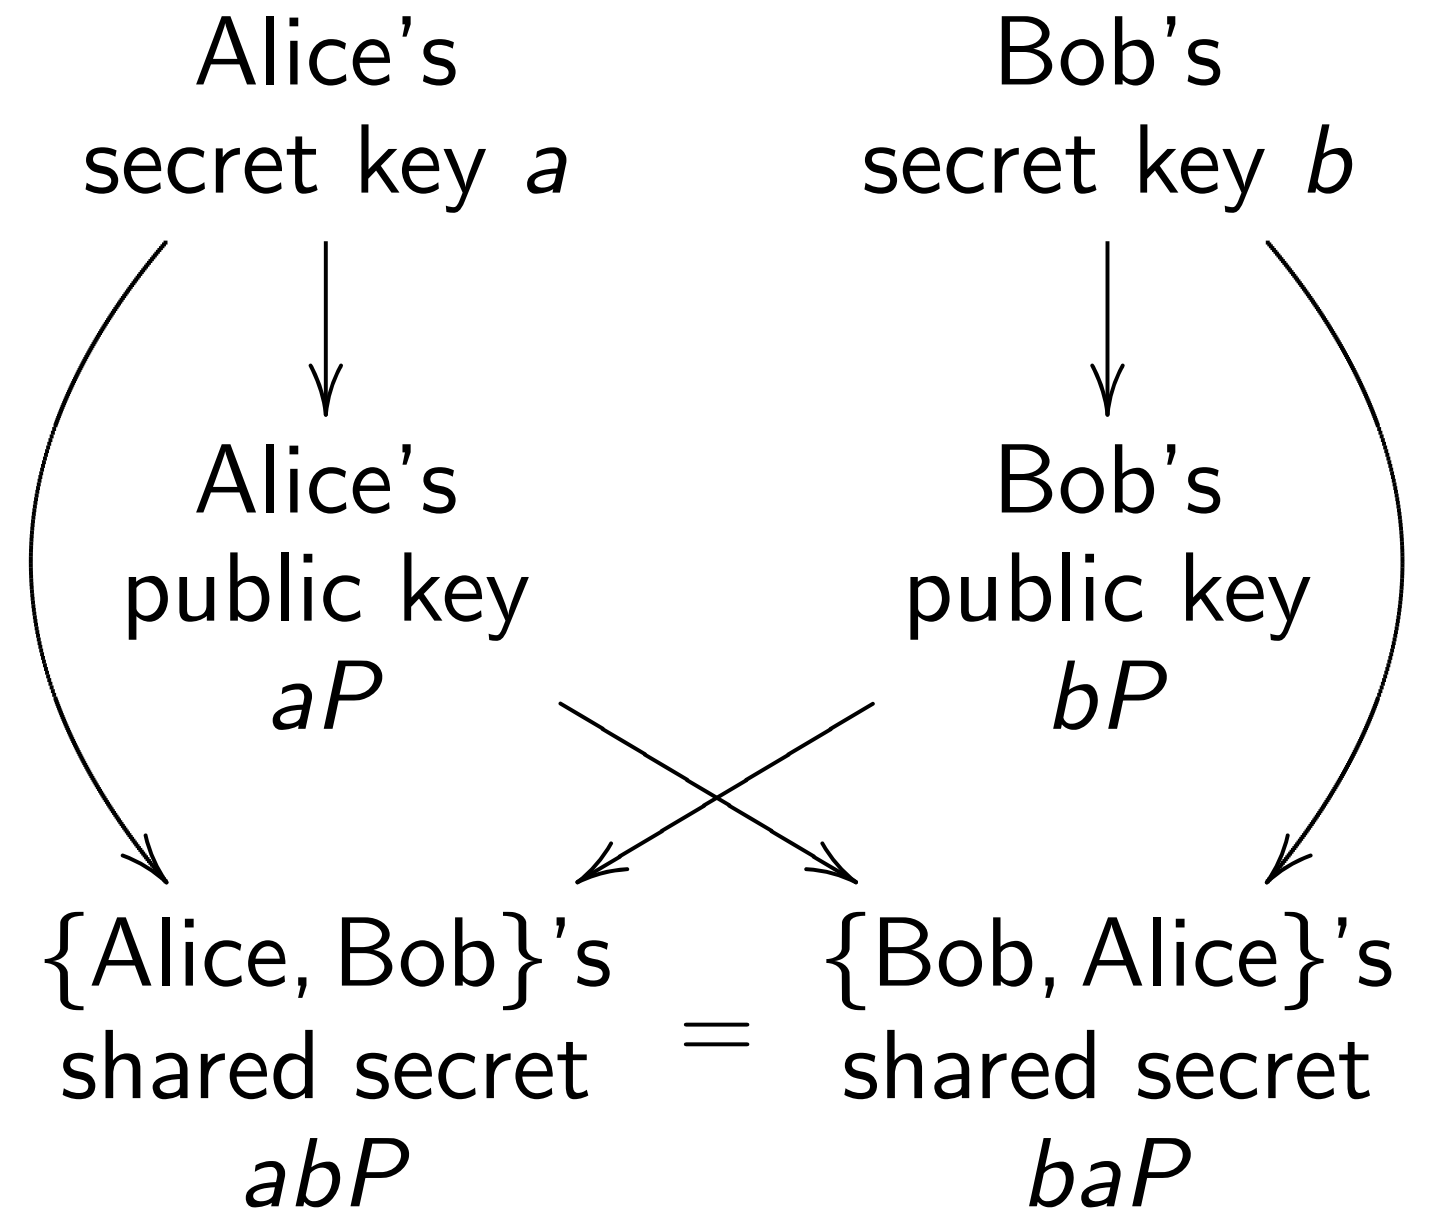 Alice’s
secret key a
Bob’s
secret key b
Alice’s
public key
aP
Bob’s
public key
bP
{Alice, Bob}’s
shared secret
abP
=
{Bob, Alice}’s
shared secret
baP